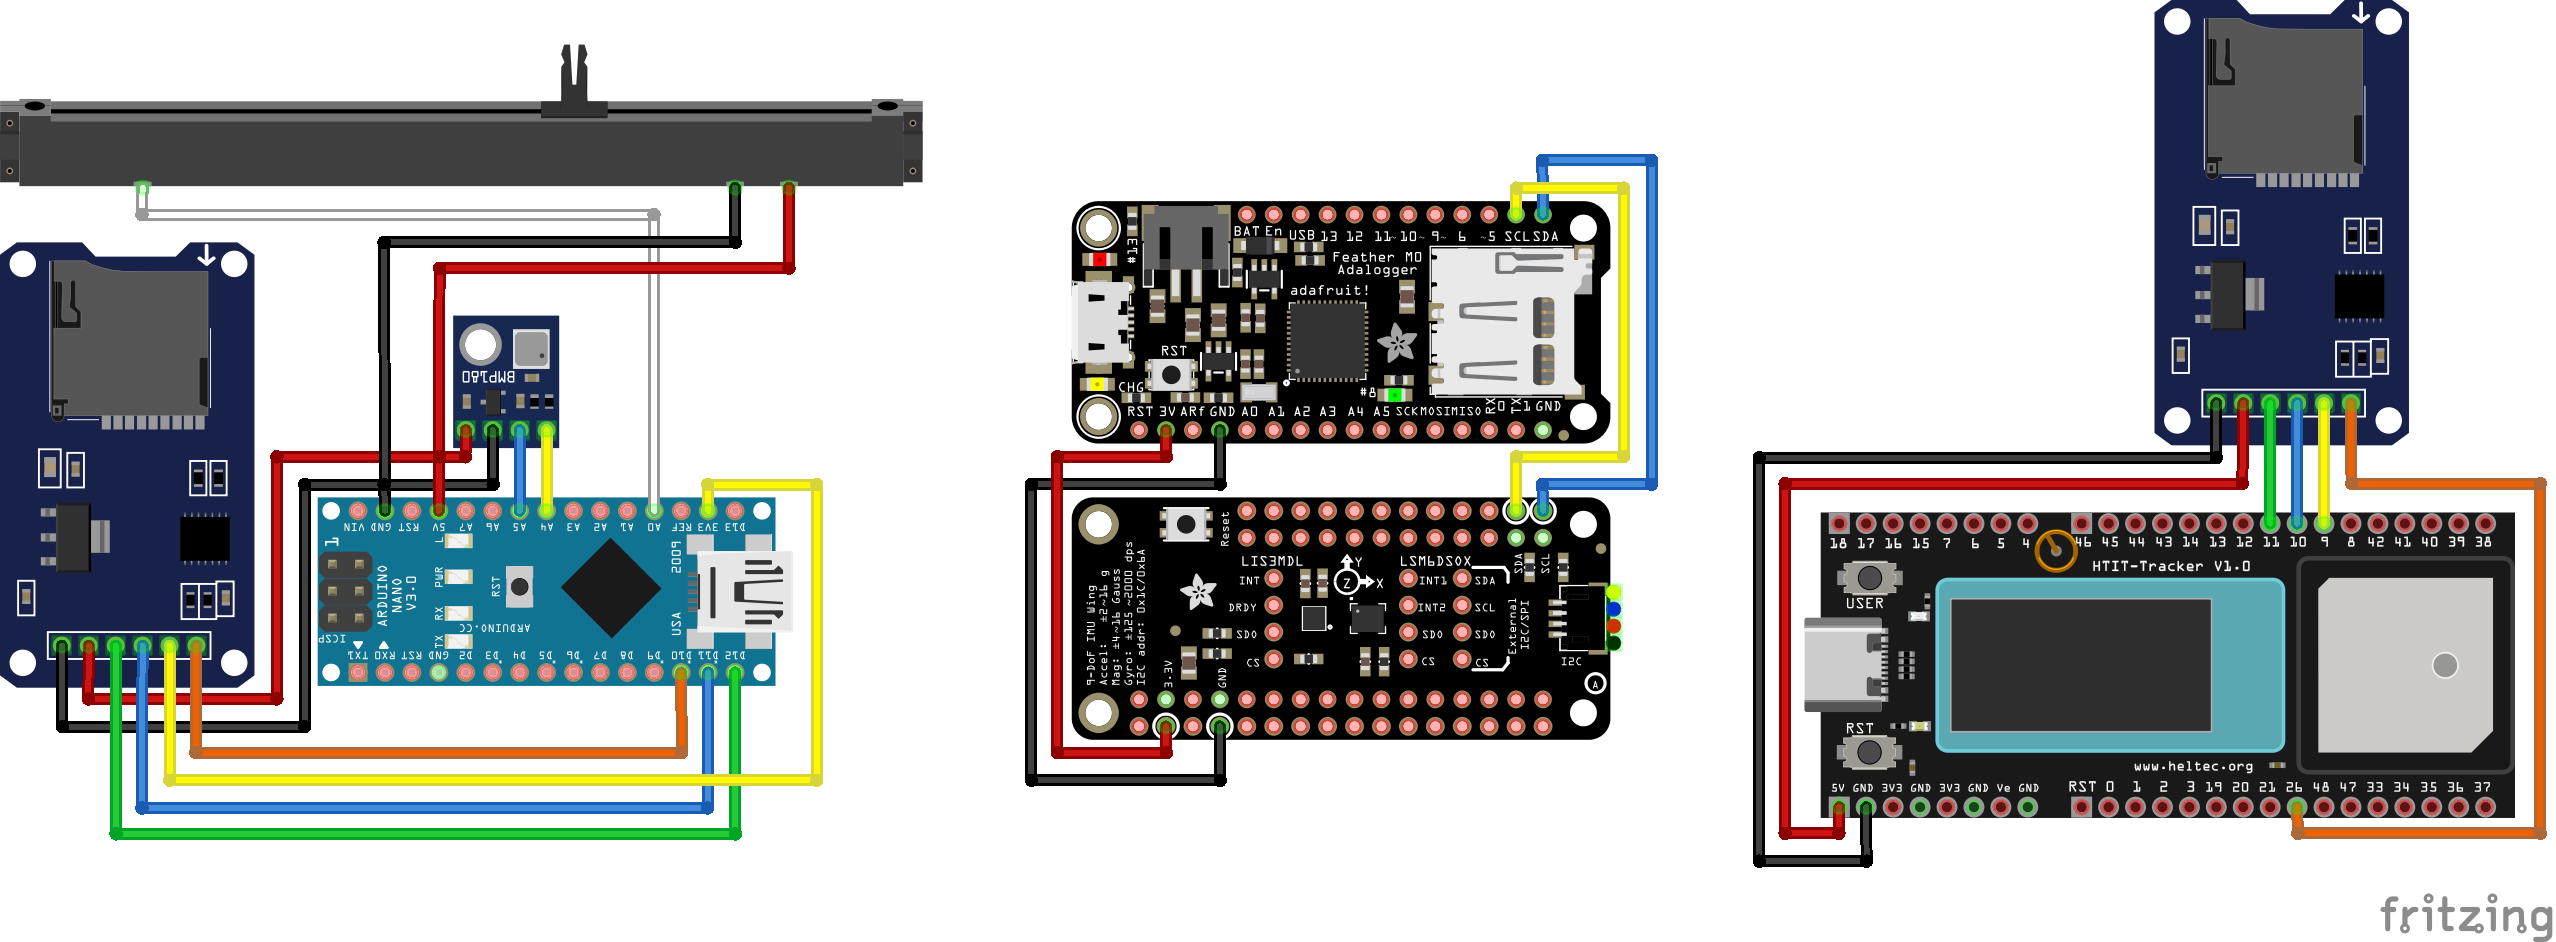 BMP180
VIN GND RST 5V A7 A6 A5 A4 A3 A2 A1 A0 REF 3V3 D13
1
L
PWR
RX
TX
RST
ARDUINO
NANO
V3.0
ICSP
ARDUINO.CC
2009
USA
TX1 RX0 RST GND D2 D3 D4 D5 D6 D7 D8 D9 D10 D11 D12
BAT En USB 13 12 11~ 10~ 9~ 6 ~5 SCL SDA
#13
Feather M0
Adalogger
adafruit!
RST
CHG
#8
RST 3V ARf GND A0 A1 A2 A3 A4 A5 SCK MOSI MISO RX 0 TX 1 GND
Reset
LIS3MDL
LSM6DSOX
SDA
SCL
INT
DRDY
SDO
CS
Y
Z
X
INT1
INT2
SDO
CS
SDA
SCL
SDO
CS
External
I2C/SPI
I2C
9-DoF IMU Wing
Accel: ±2~16 g
Mag: ±4~16 Gauss
Gyro: ±125~2000 dps
I2C addr: 0x1C/0x6A
3.3V
GND
A
18 17 16 15 7 6 5 4 46 45 44 43 14 13 12 11 10 9 8 42 41 40 39 38
HTIT-Tracker V1.0
USER
RST
www.heltec.org
5V GND 3V3 GND 3V3 GND Ve GND RST 0 1 2 3 19 20 21 26 48 47 33 34 35 36 37
fritzing